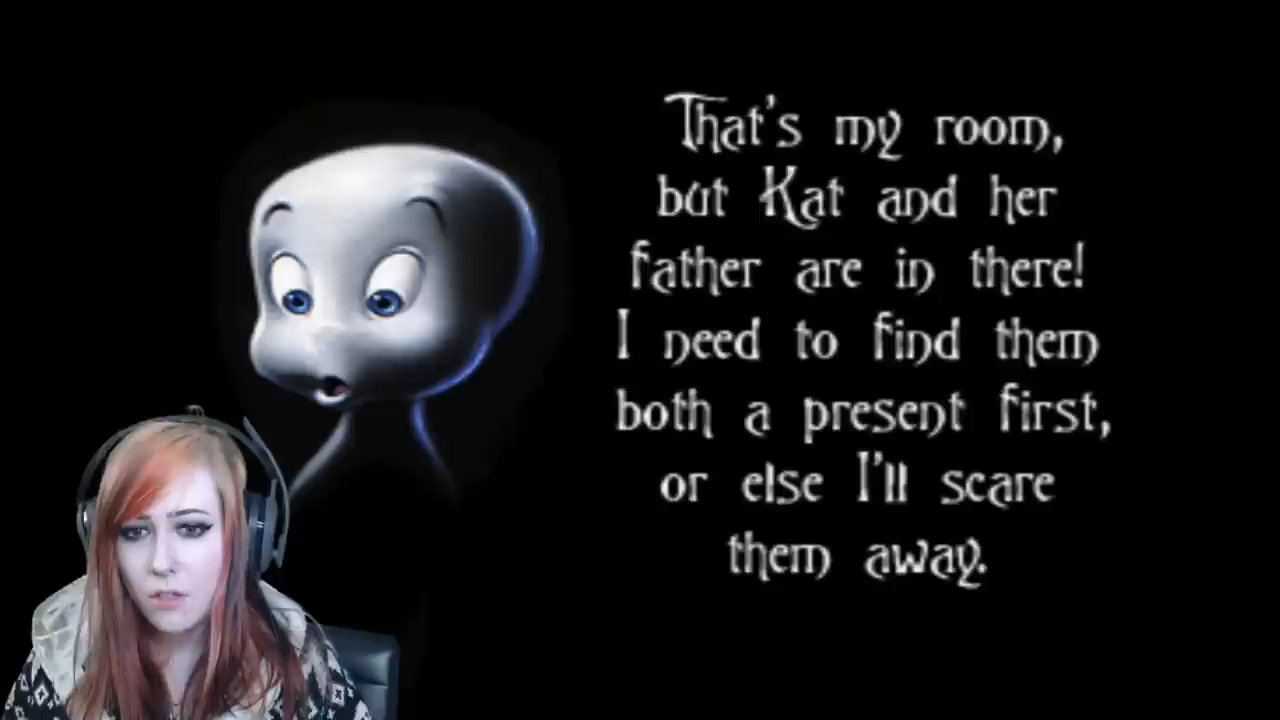 That's my room,
but Kat and her
father are in there!
I need to find them
both a present first,
or else I'll scare
them away.